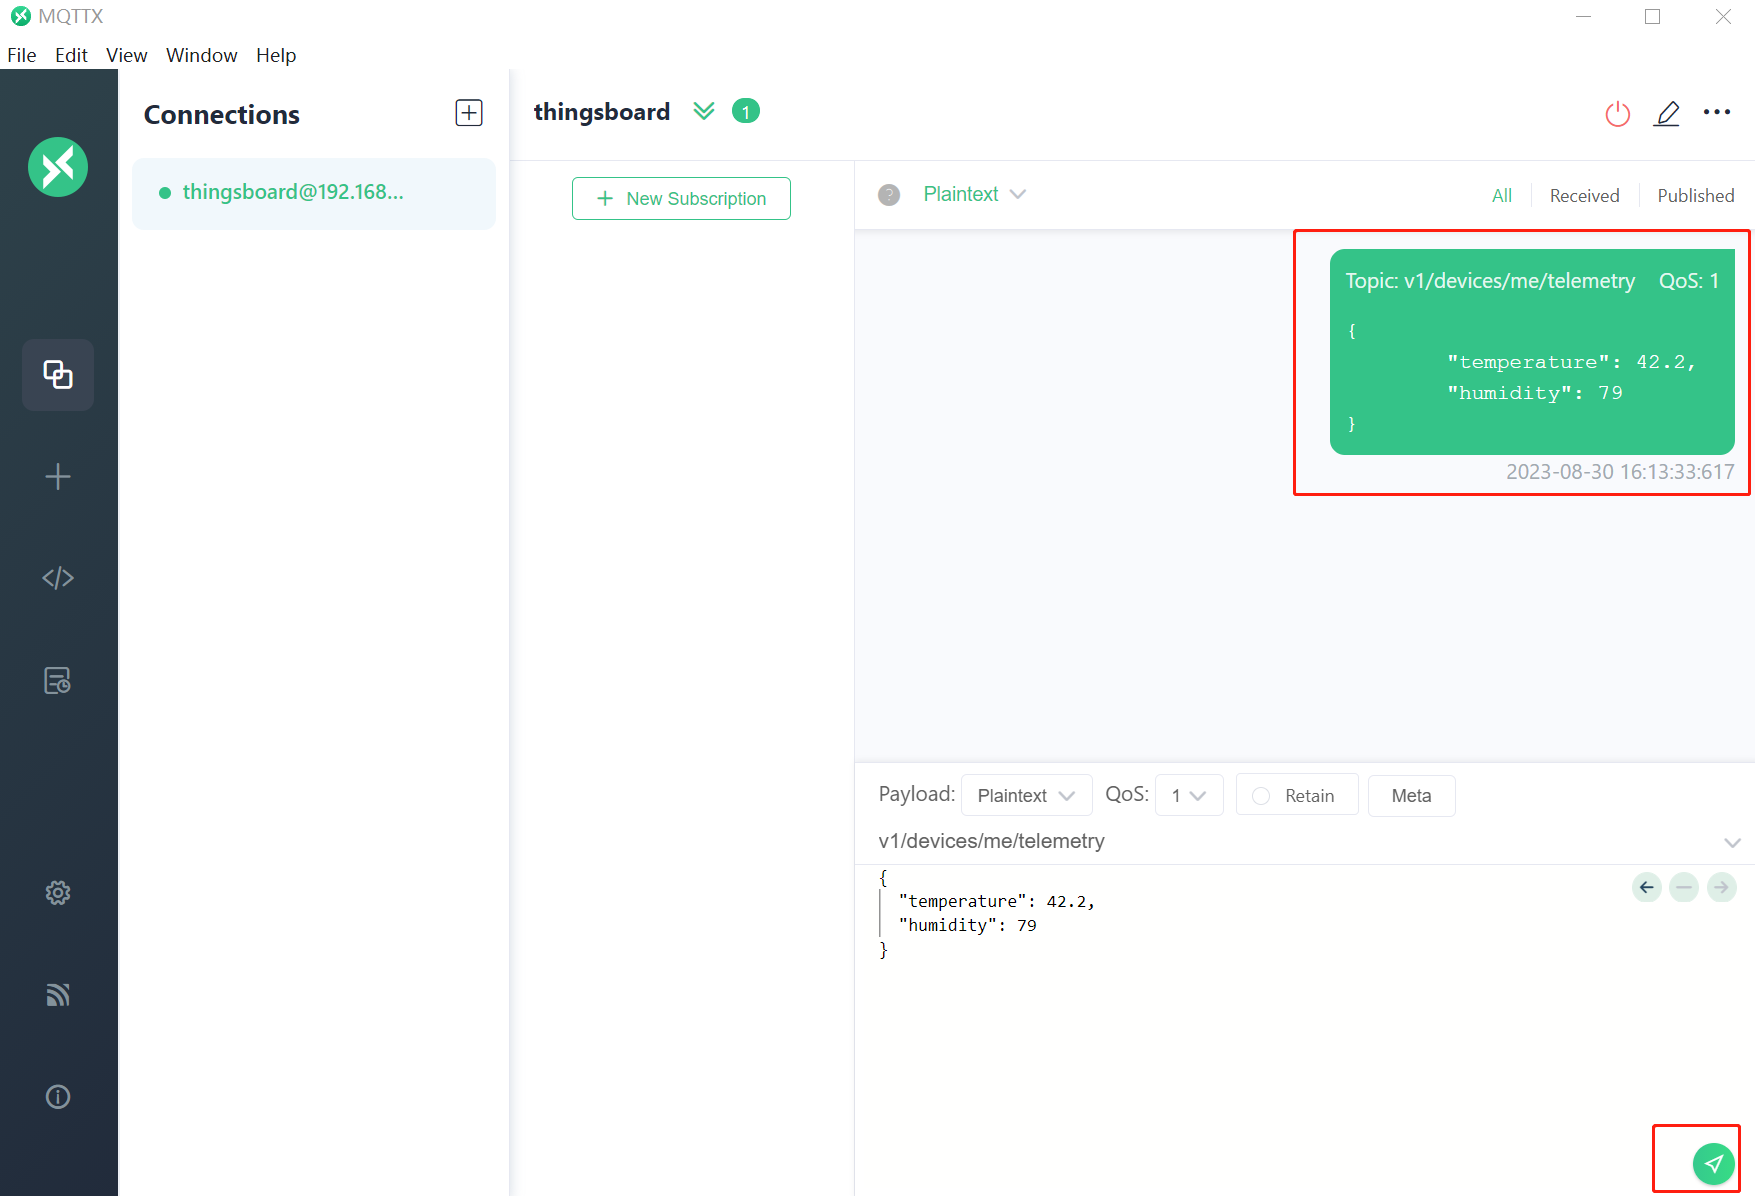 MQTTX
File Edit View Window Help
Connections
thingsboard@192.168...
thingsboard 1
New Subscription
? Plaintext
All Received Published
Topic: v1/devices/me/telemetry QoS: 1
{
"temperature": 42.2,
"humidity": 79
}
2023-08-30 16:13:33:617
Payload: Plaintext QoS: 1 Retain Meta
v1/devices/me/telemetry
{
"temperature": 42.2,
"humidity": 79
}